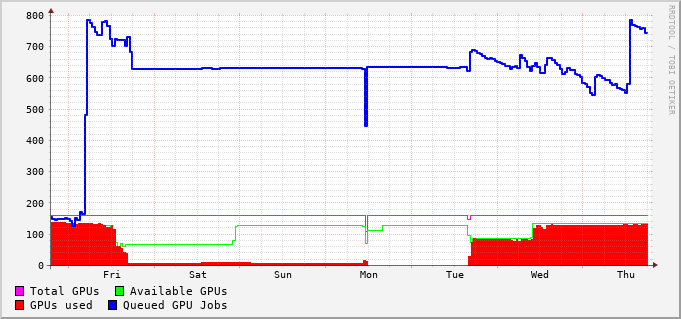 800
700
600
500
400
300
200
100
0
Fri Sat Sun Mon Tue Wed Thu
Total GPUs Available GPUs
GPUs used Queued GPU Jobs
RRDTOOL / TOBI OETIKER